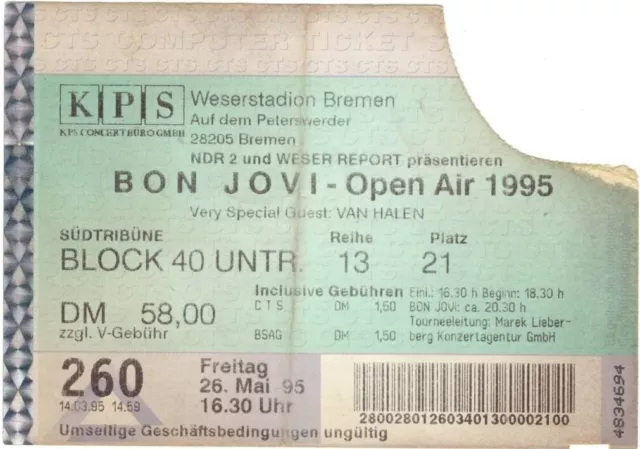 CTS COMPUTER TICKET S
KPS Weserstadion Bremen
KPS CONCERTBÜRO GMBH Auf dem Peterswerder
28205 Bremen
NDR 2 und WESER REPORT präsentieren
BON JOVI - Open Air 1995
Very Special Guest: VAN HALEN
SÜDTRIBÜNE Reihe Platz
BLOCK 40 UNTR. 13 21
Inclusive Gebühren Einl.: 16.30 h Beginn: 18.30 h
DM 58,00 CTS DM 1,50 BON JOVI: ca. 20.30 h
Tourneeleitung: Marek Lieber-
zzgl. V-Gebühr BSAG DM 1,50 berg Konzertagentur GmbH
260 Freitag
26. Mai 95
14.03.95 14.59 16.30 Uhr
2800280126034013000021​00
Umseitige Geschäftsbedingungen ungültig
4834694